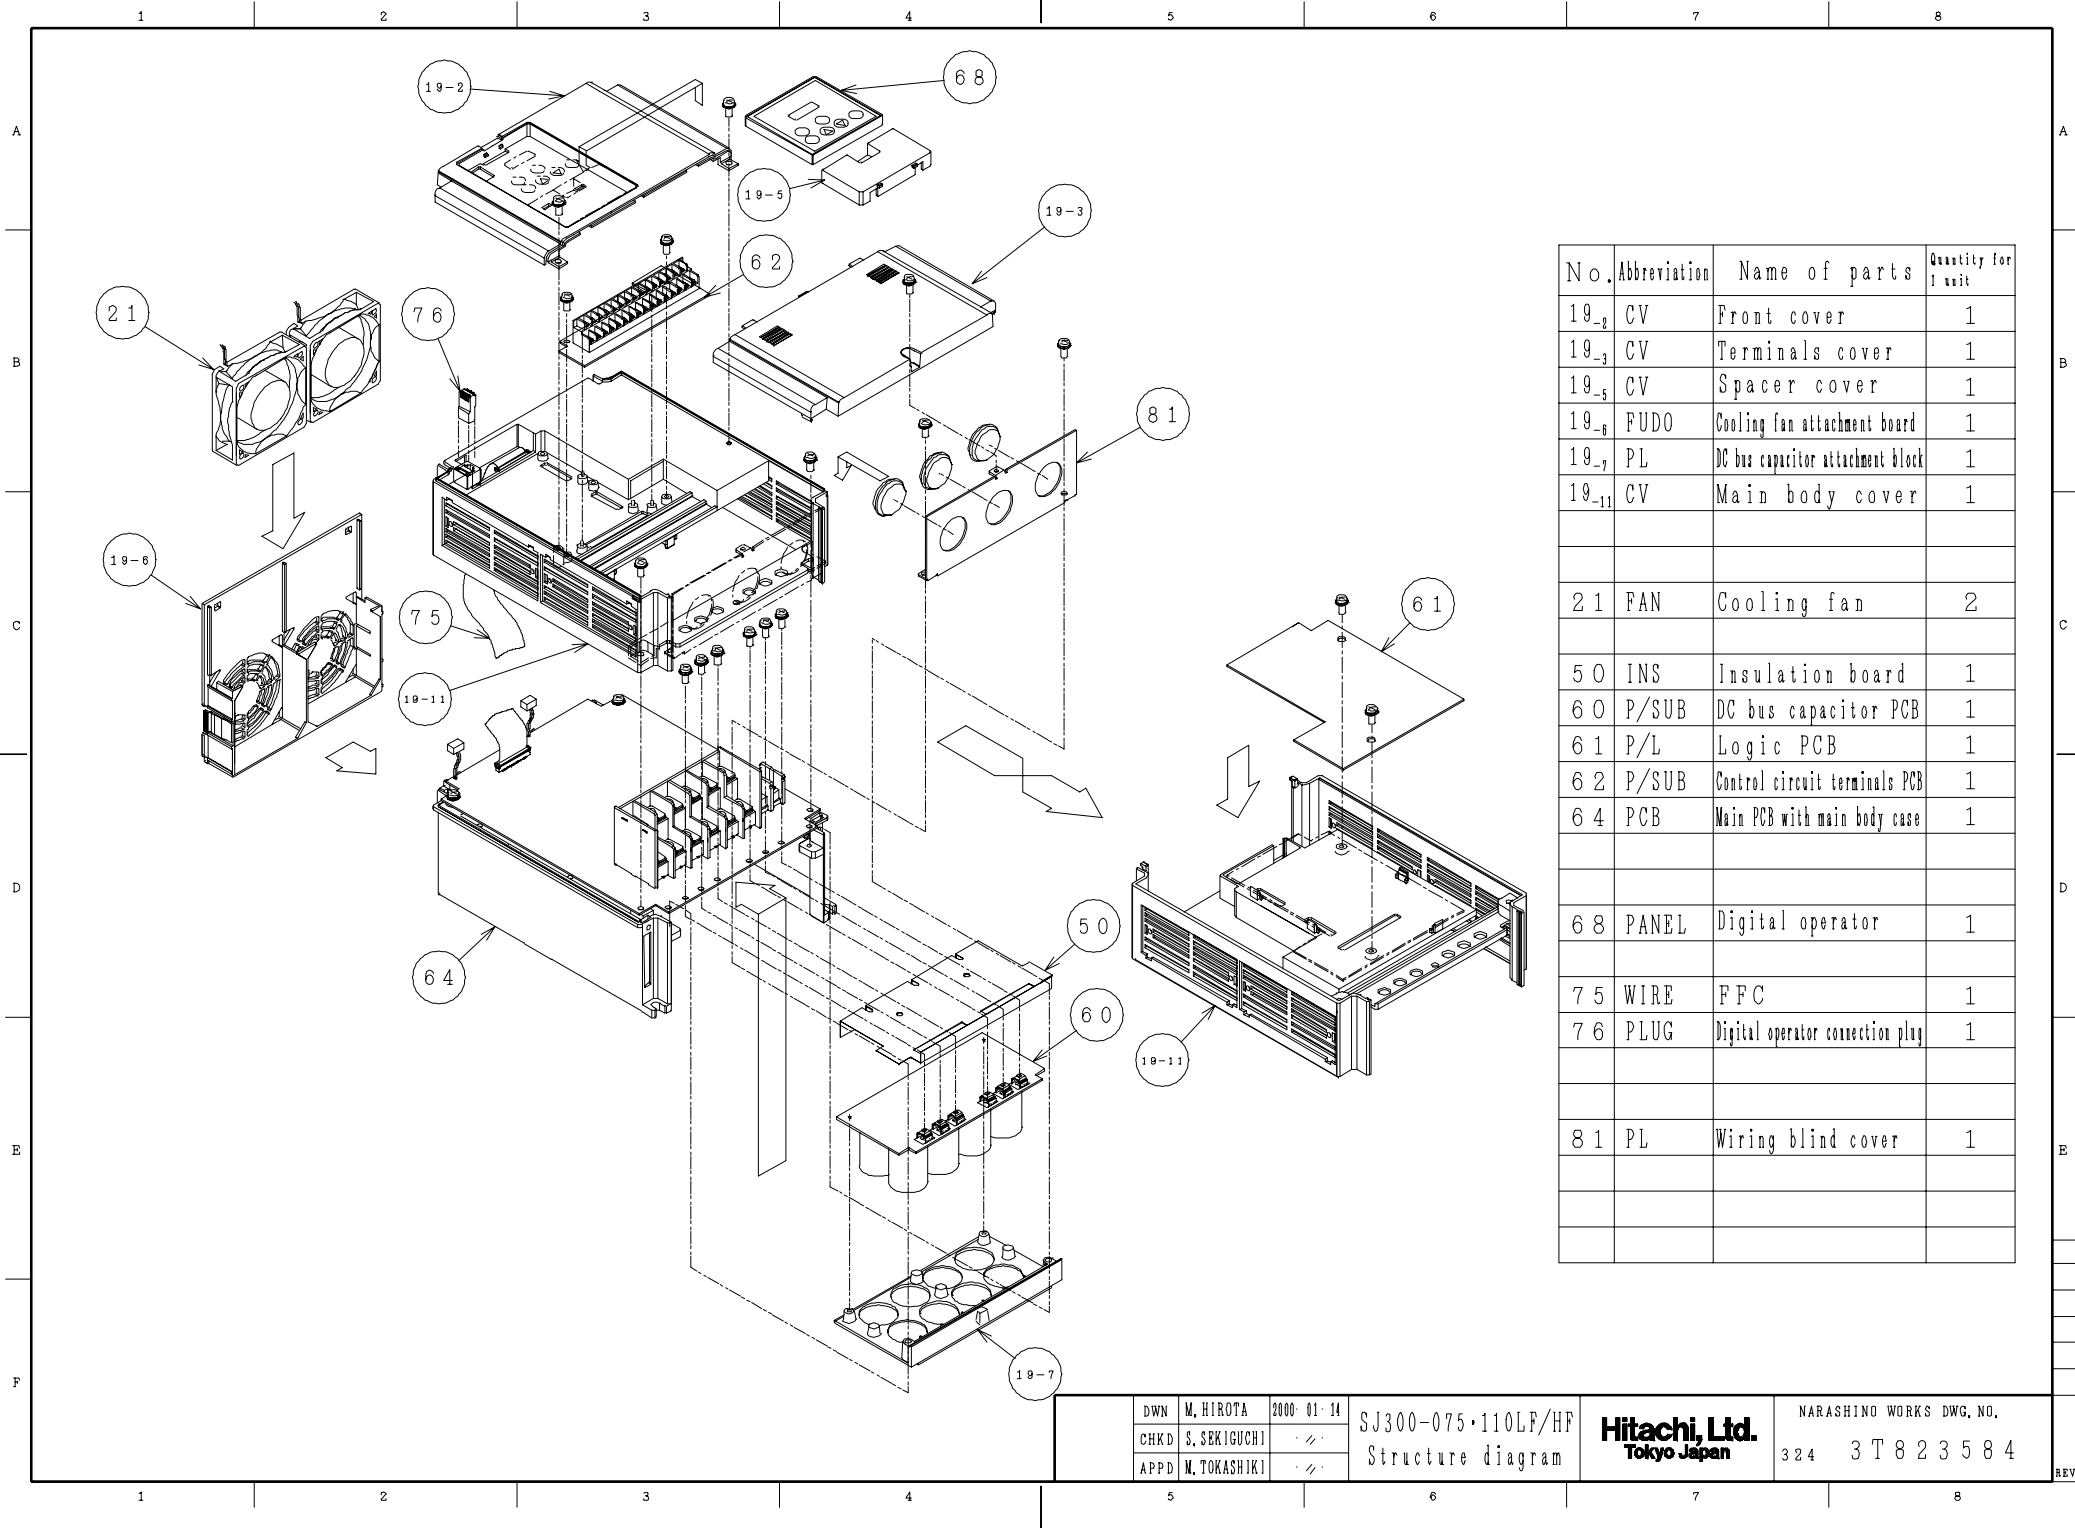 1 2 3 4 5 6 7 8
A A
B B
C C
D D
E E
F
19-2
68
19-5
19-3
62
21
76
81
19-6
75
61
19-11
64
50
60
19-11
19-7
No. Abbreviation Name of parts Quantity for 1 unit
19-2 CV Front cover 1
19-3 CV Terminals cover 1
19-5 CV Spacer cover 1
19-6 FUDO Cooling fan attachment board 1
19-7 PL DC bus capacitor attachment block 1
19-11 CV Main body cover 1
21 FAN Cooling fan 2
50 INS Insulation board 1
60 P/SUB DC bus capacitor PCB 1
61 P/L Logic PCB 1
62 P/SUB Control circuit terminals PCB 1
64 PCB Main PCB with main body case 1
68 PANEL Digital operator 1
75 WIRE FFC 1
76 PLUG Digital operator connection plug 1
81 PL Wiring blind cover 1
DWN M.HIROTA 2000·01·14
CHKD S.SEKIGUCHI · 〃 ·
APPD M.TOKASHIKI · 〃 ·
SJ300-075·110LF/HF
Structure diagram
Hitachi, Ltd.
Tokyo Japan
NARASHINO WORKS DWG. NO.
324 3T823584
REV
1 2 3 4 5 6 7 8